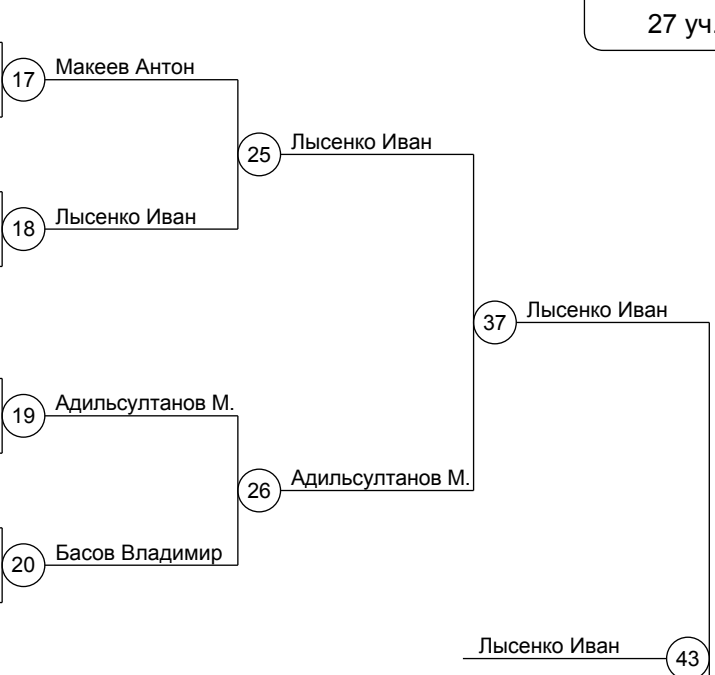 27 уч.
17 Макеев Антон
25 Лысенко Иван
18 Лысенко Иван
37 Лысенко Иван
19 Адильсултанов М.
26 Адильсултанов М.
20 Басов Владимир
Лысенко Иван 43